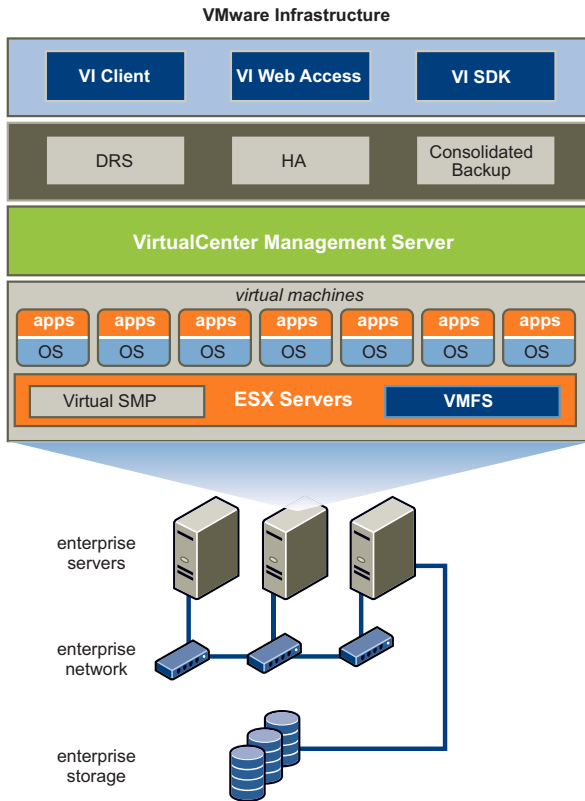 VMware Infrastructure
VI Client
VI Web Access
VI SDK
DRS
HA
Consolidated
Backup
VirtualCenter Management Server
virtual machines
apps apps apps apps apps apps apps
OS OS OS OS OS OS OS
Virtual SMP
ESX Servers
VMFS
enterprise
servers
enterprise
network
enterprise
storage